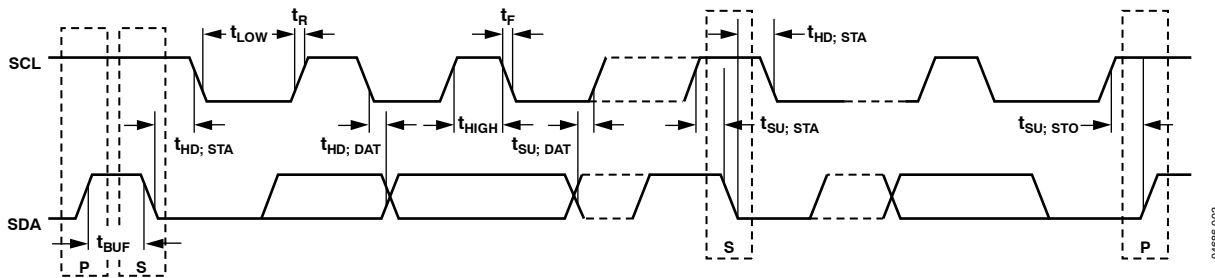 tR
tF
tLOW
tHD; STA
SCL
tHD; STA
tHD; DAT
tHIGH
tSU; DAT
tSU; STA
tSU; STO
SDA
tBUF
P
S
S
P